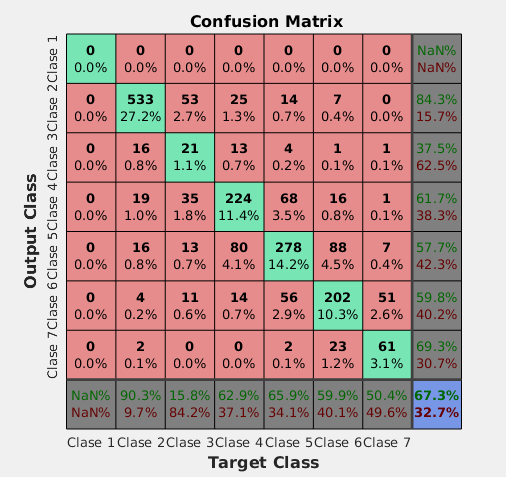 Confusion Matrix
Clase 1
0 0 0 0 0 0 0 NaN%
0.0% 0.0% 0.0% 0.0% 0.0% 0.0% 0.0% NaN%
Clase 2
0 533 53 25 14 7 0 84.3%
0.0% 27.2% 2.7% 1.3% 0.7% 0.4% 0.0% 15.7%
Clase 3
0 16 21 13 4 1 1 37.5%
0.0% 0.8% 1.1% 0.7% 0.2% 0.1% 0.1% 62.5%
Clase 4
0 19 35 224 68 16 1 61.7%
0.0% 1.0% 1.8% 11.4% 3.5% 0.8% 0.1% 38.3%
Clase 5
0 16 13 80 278 88 7 57.7%
0.0% 0.8% 0.7% 4.1% 14.2% 4.5% 0.4% 42.3%
Clase 6
0 4 11 14 56 202 51 59.8%
0.0% 0.2% 0.6% 0.7% 2.9% 10.3% 2.6% 40.2%
Clase 7
0 2 0 0 2 23 61 69.3%
0.0% 0.1% 0.0% 0.0% 0.1% 1.2% 3.1% 30.7%
NaN% 90.3% 15.8% 62.9% 65.9% 59.9% 50.4% 67.3%
NaN% 9.7% 84.2% 37.1% 34.1% 40.1% 49.6% 32.7%
Output Class
Clase 1 Clase 2 Clase 3 Clase 4 Clase 5 Clase 6 Clase 7
Target Class